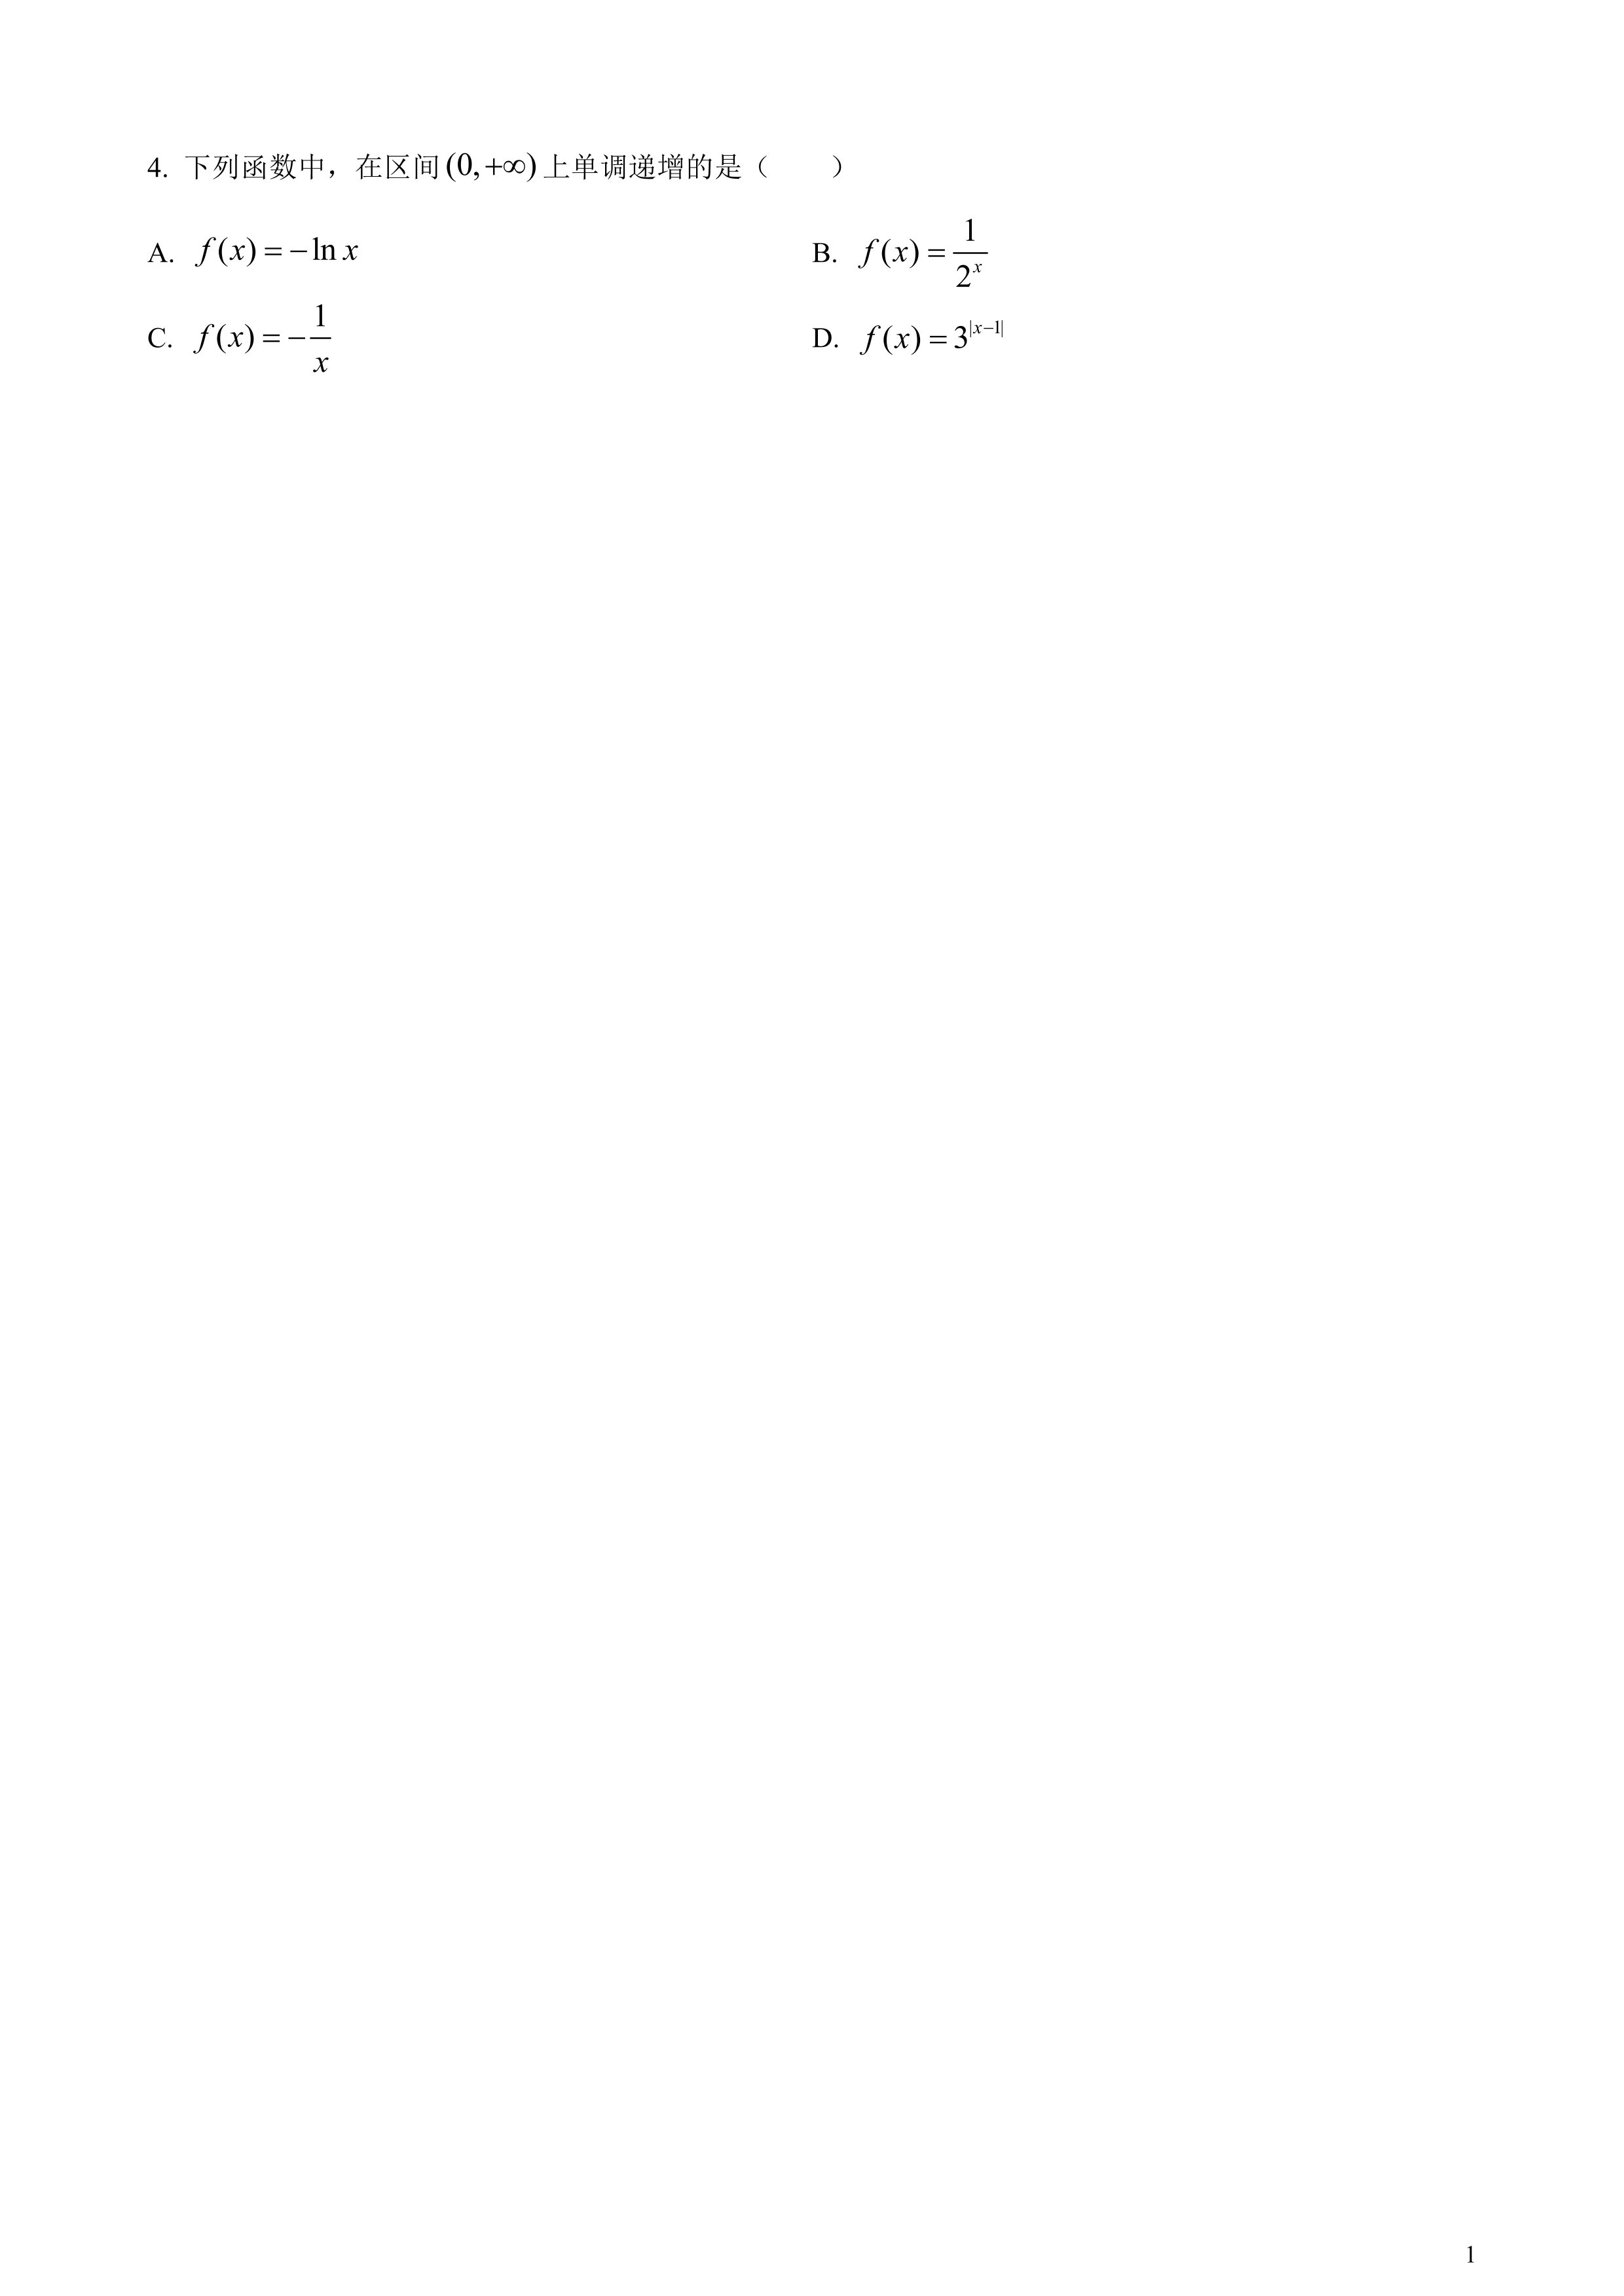 4. 下列函数中，在区间 (0,+∞) 上单调递增的是（  ）
A. f(x) = −ln x  B. f(x) = \frac{1}{2^x}
C. f(x) = −\frac{1}{x}  D. f(x) = 3^{|x−1|}
1